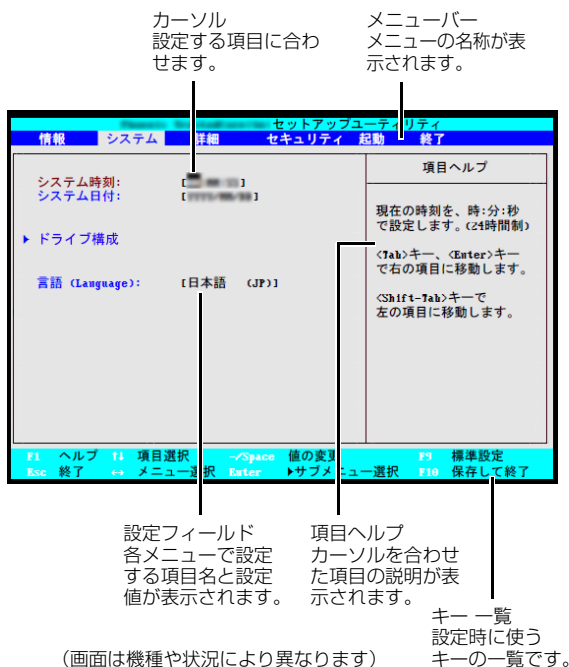 カーソル
設定する項目に合わ
せます。
メニューバー
メニューの名称が表
示されます。
セットアップユーティリティ
情報 システム 詳細 セキュリティ 起動 終了
システム時刻:
システム日付:
▶ドライブ構成
言語 (Language): [日本語 (JP)]
項目ヘルプ
現在の時刻を、時:分:秒
で設定します。(24時間制)
<Tab>キー、<Enter>キー
で右の項目に移動します。
<Shift-Tab>キーで
左の項目に移動します。
F1 ヘルプ ↑↓ 項目選択 -/Space 値の変更 F9 標準設定
Esc 終了 ↔ メニュー選択 Enter ▶サブメニュー選択 F10 保存して終了
設定フィールド
各メニューで設定
する項目名と設定
値が表示されます。
項目ヘルプ
カーソルを合わせ
た項目の説明が表
示されます。
キー 一覧
設定時に使う
キーの一覧です。
(画面は機種や状況により異なります)